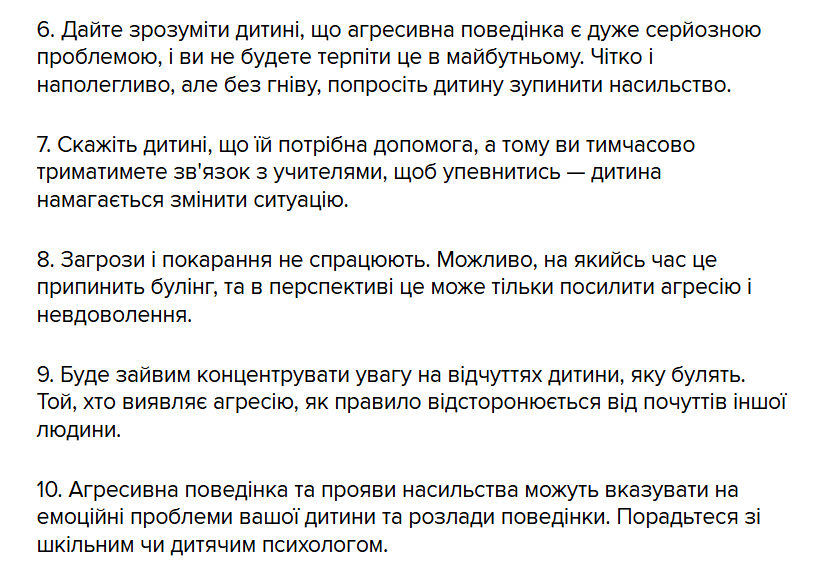 6. Дайте зрозуміти дитині, що агресивна поведінка є дуже серйозною
проблемою, і ви не будете терпіти це в майбутньому. Чітко і
наполегливо, але без гніву, попросіть дитину зупинити насильство.
7. Скажіть дитині, що їй потрібна допомога, а тому ви тимчасово
триматимете зв'язок з учителями, щоб упевнитись — дитина
намагається змінити ситуацію.
8. Загрози і покарання не спрацюють. Можливо, на якийсь час це
припинить булінг, та в перспективі це може тільки посилити агресію і
невдоволення.
9. Буде зайвим концентрувати увагу на відчуттях дитини, яку булять.
Той, хто виявляє агресію, як правило відсторонюється від почуттів іншої
людини.
10. Агресивна поведінка та прояви насильства можуть вказувати на
емоційні проблеми вашої дитини та розлади поведінки. Порадьтеся зі
шкільним чи дитячим психологом.